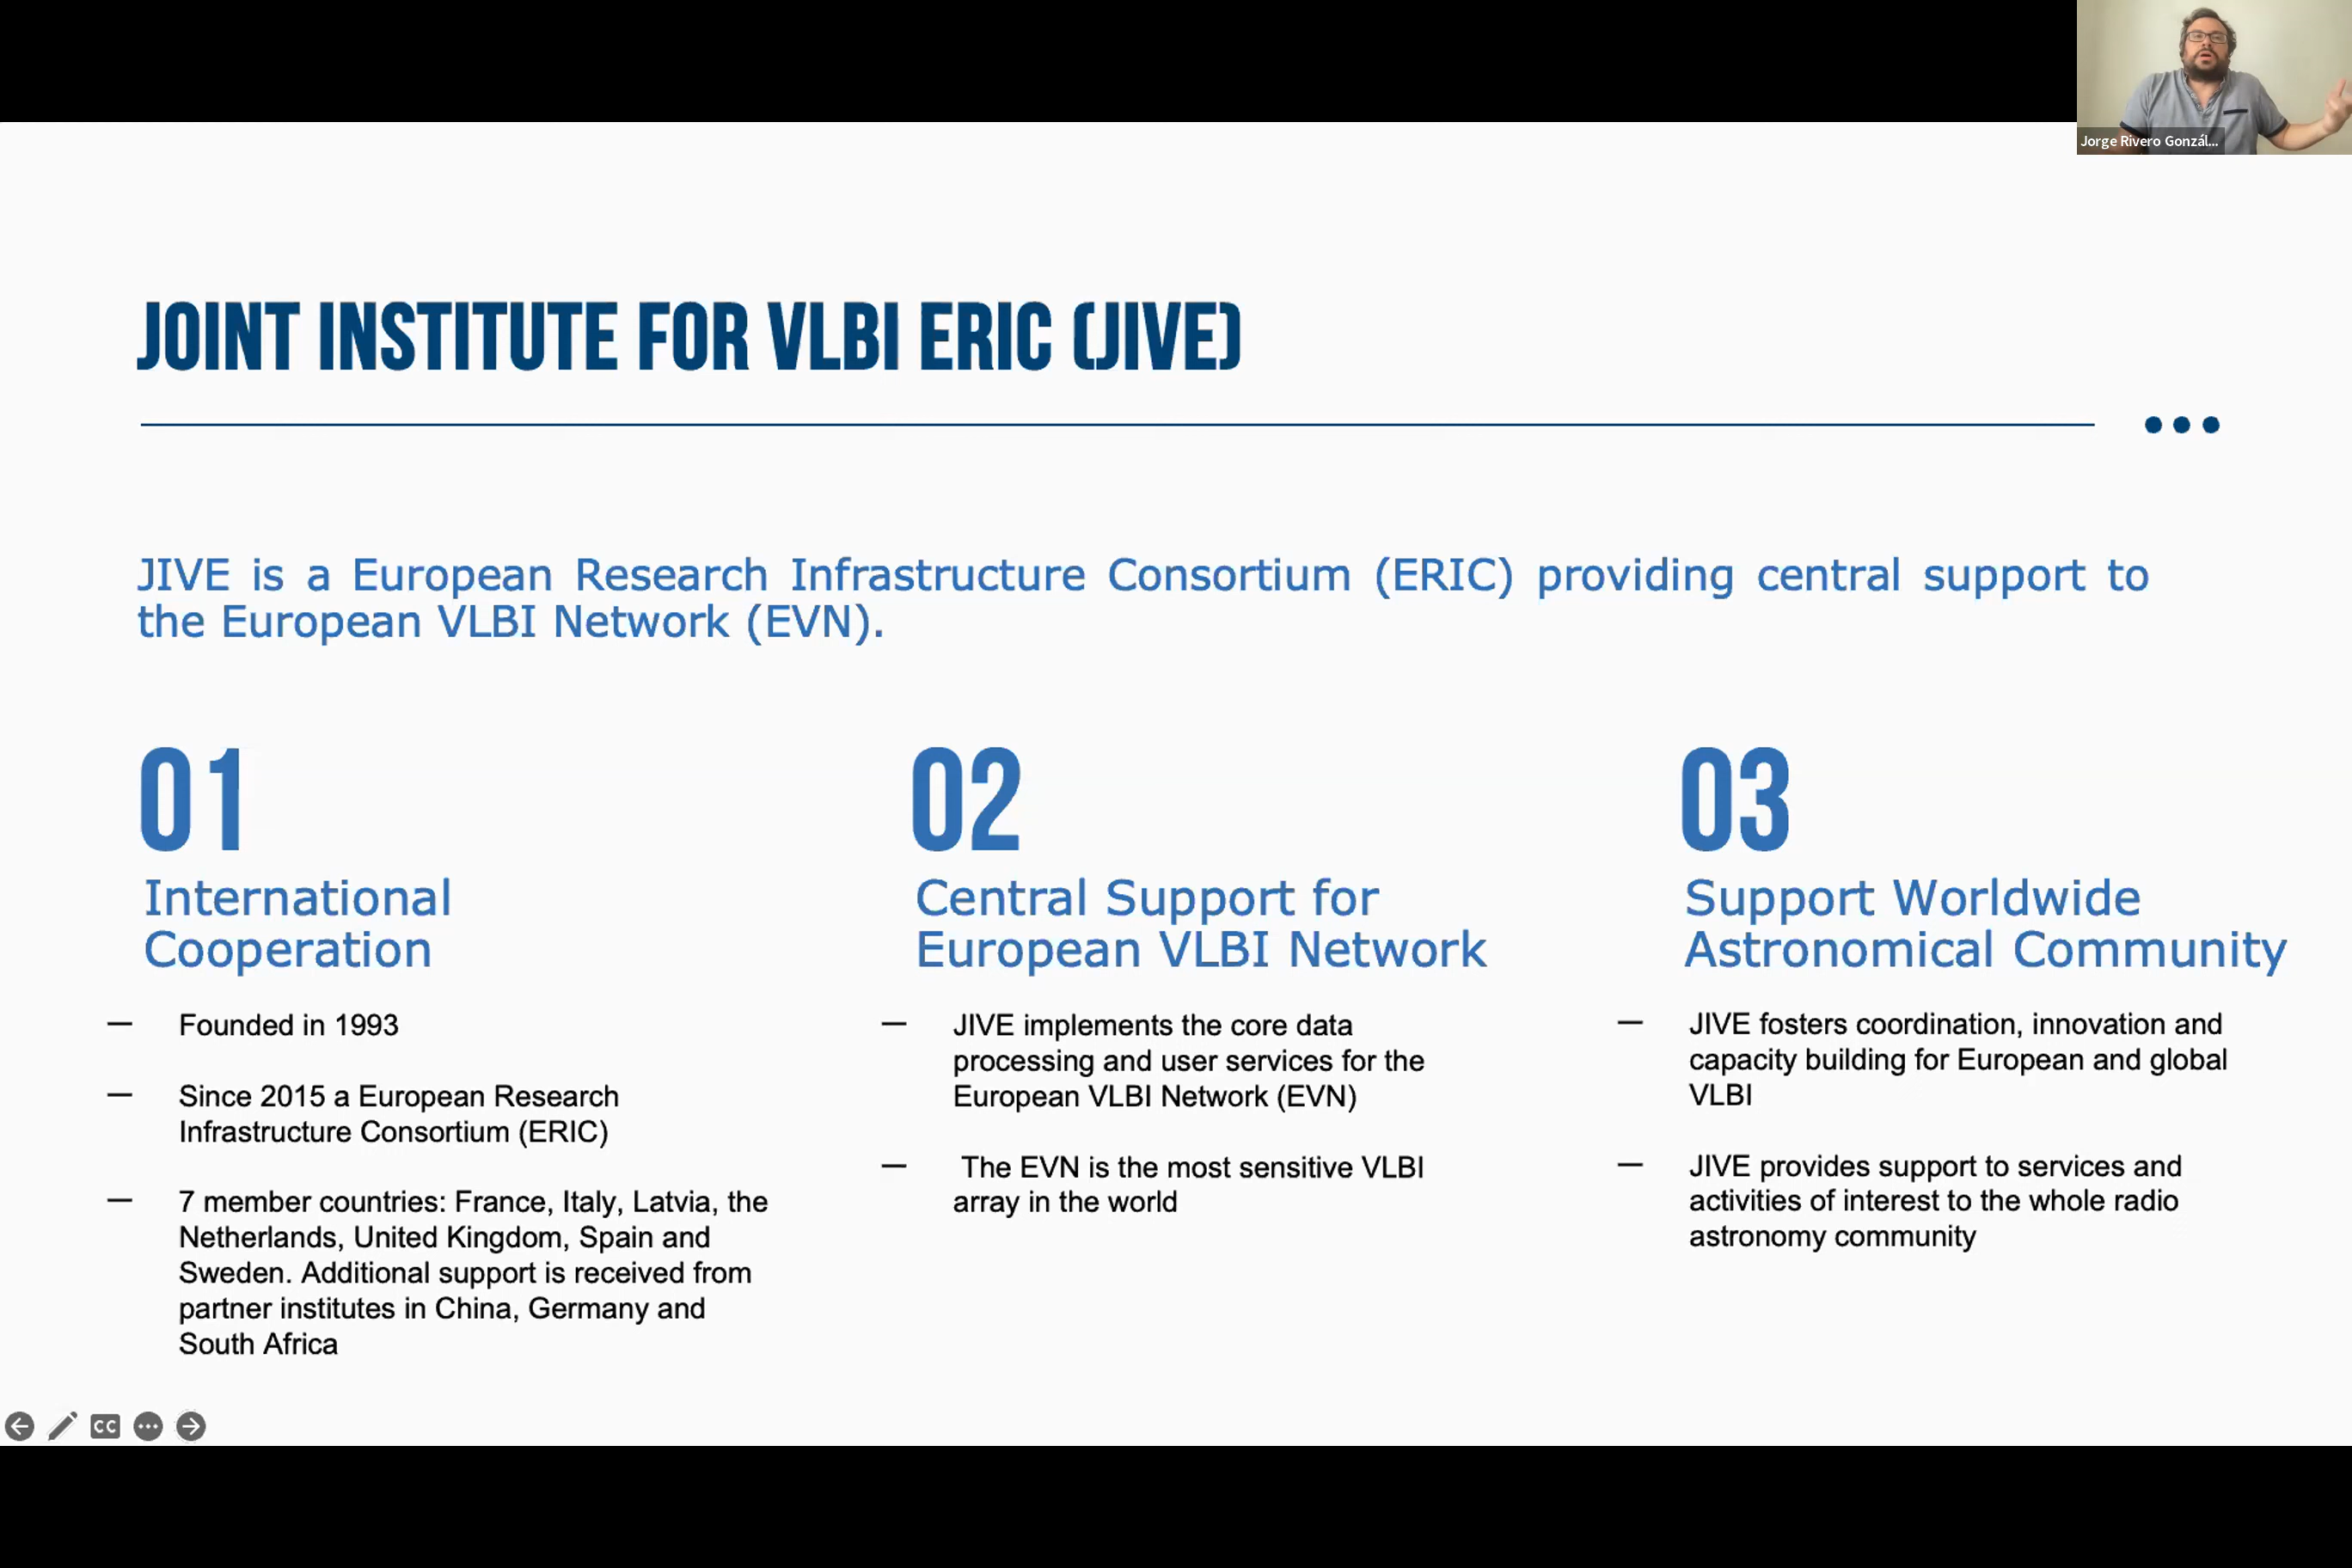 Jorge Rivero Gonzál...
JOINT INSTITUTE FOR VLBI ERIC (JIVE)
JIVE is a European Research Infrastructure Consortium (ERIC) providing central support to
the European VLBI Network (EVN).
01
International
Cooperation
— Founded in 1993
— Since 2015 a European Research
Infrastructure Consortium (ERIC)
— 7 member countries: France, Italy, Latvia, the
Netherlands, United Kingdom, Spain and
Sweden. Additional support is received from
partner institutes in China, Germany and
South Africa
02
Central Support for
European VLBI Network
— JIVE implements the core data
processing and user services for the
European VLBI Network (EVN)
— The EVN is the most sensitive VLBI
array in the world
03
Support Worldwide
Astronomical Community
— JIVE fosters coordination, innovation and
capacity building for European and global
VLBI
— JIVE provides support to services and
activities of interest to the whole radio
astronomy community
CC